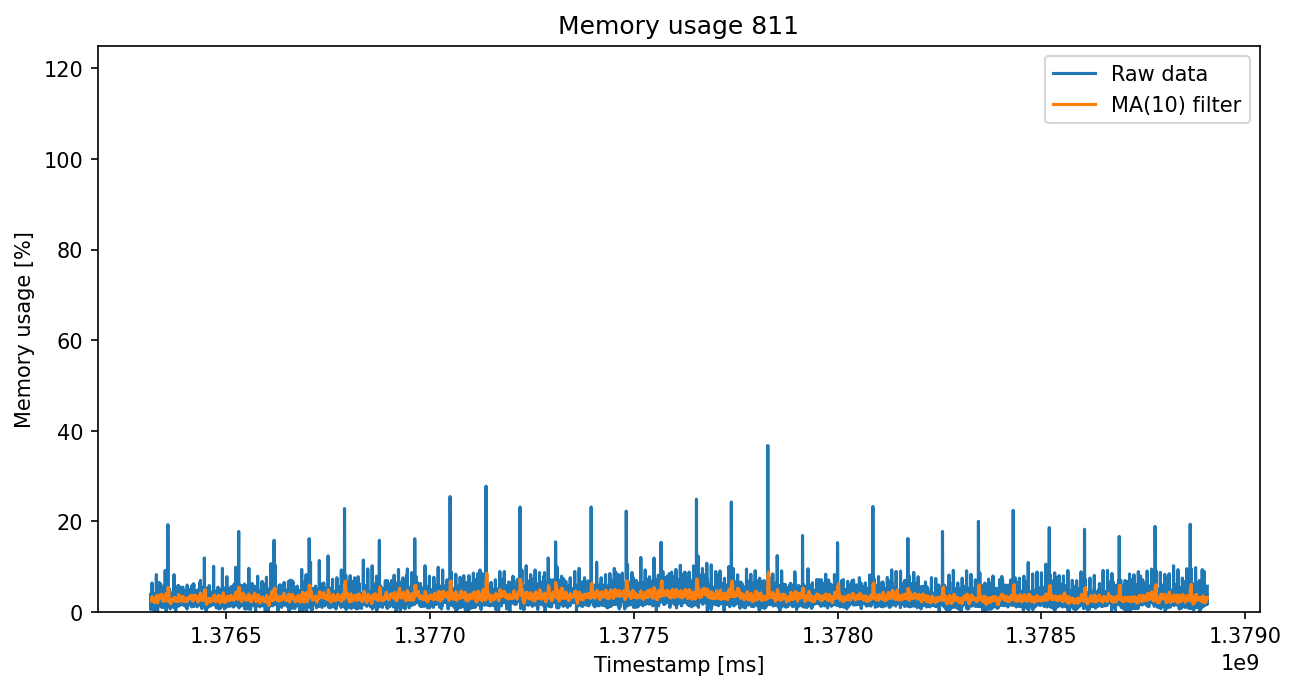 Memory usage 811
Raw data
MA(10) filter
Memory usage [%]
120
100
80
60
40
20
0
1.3765 1.3770 1.3775 1.3780 1.3785 1.3790
Timestamp [ms]
1e9